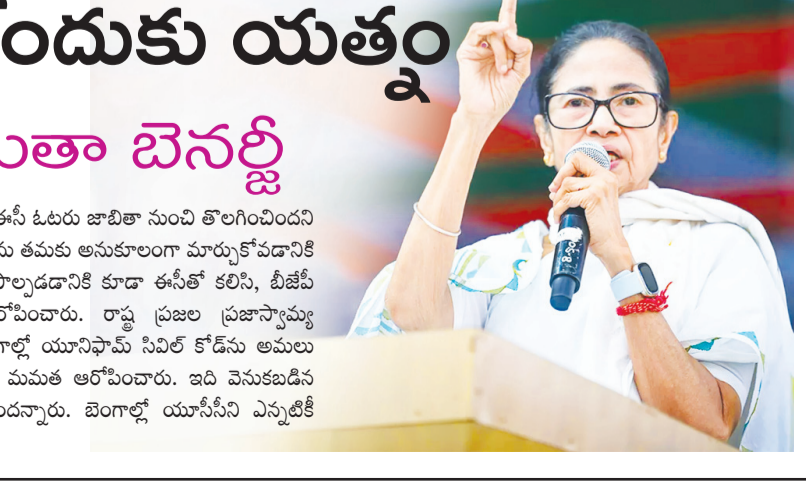 ందుకు యత్నం
బెనర్జీ
ఈసీ ఓటరు జాబితా నుంచి తొలగించిందని
తమకు అనుకూలంగా మార్చుకోవడానికి
పాల్పడడానికి కూడా ఈసీతో కలిసి, బీజేపీ
రోపించారు. రాష్ట్ర ప్రజల ప్రజాస్వామ్య
గాల్లో యూనిఫామ్ సివిల్ కోడ్‌ను అమలు
మమత ఆరోపించారు. ఇది వెనుకబడిన
ందన్నారు. బెంగాల్లో యూసీసీని ఎన్నటికీ